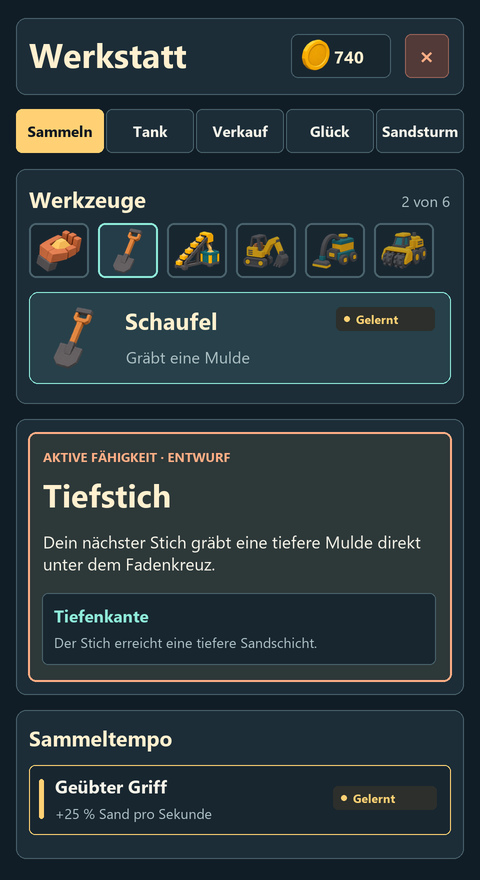 Werkstatt
740
×
Sammeln
Tank
Verkauf
Glück
Sandsturm
Werkzeuge
2 von 6
Schaufel
Gelernt
Gräbt eine Mulde
AKTIVE FÄHIGKEIT · ENTWURF
Tiefstich
Dein nächster Stich gräbt eine tiefere Mulde direkt
unter dem Fadenkreuz.
Tiefenkante
Der Stich erreicht eine tiefere Sandschicht.
Sammeltempo
Geübter Griff
Gelernt
+25 % Sand pro Sekunde